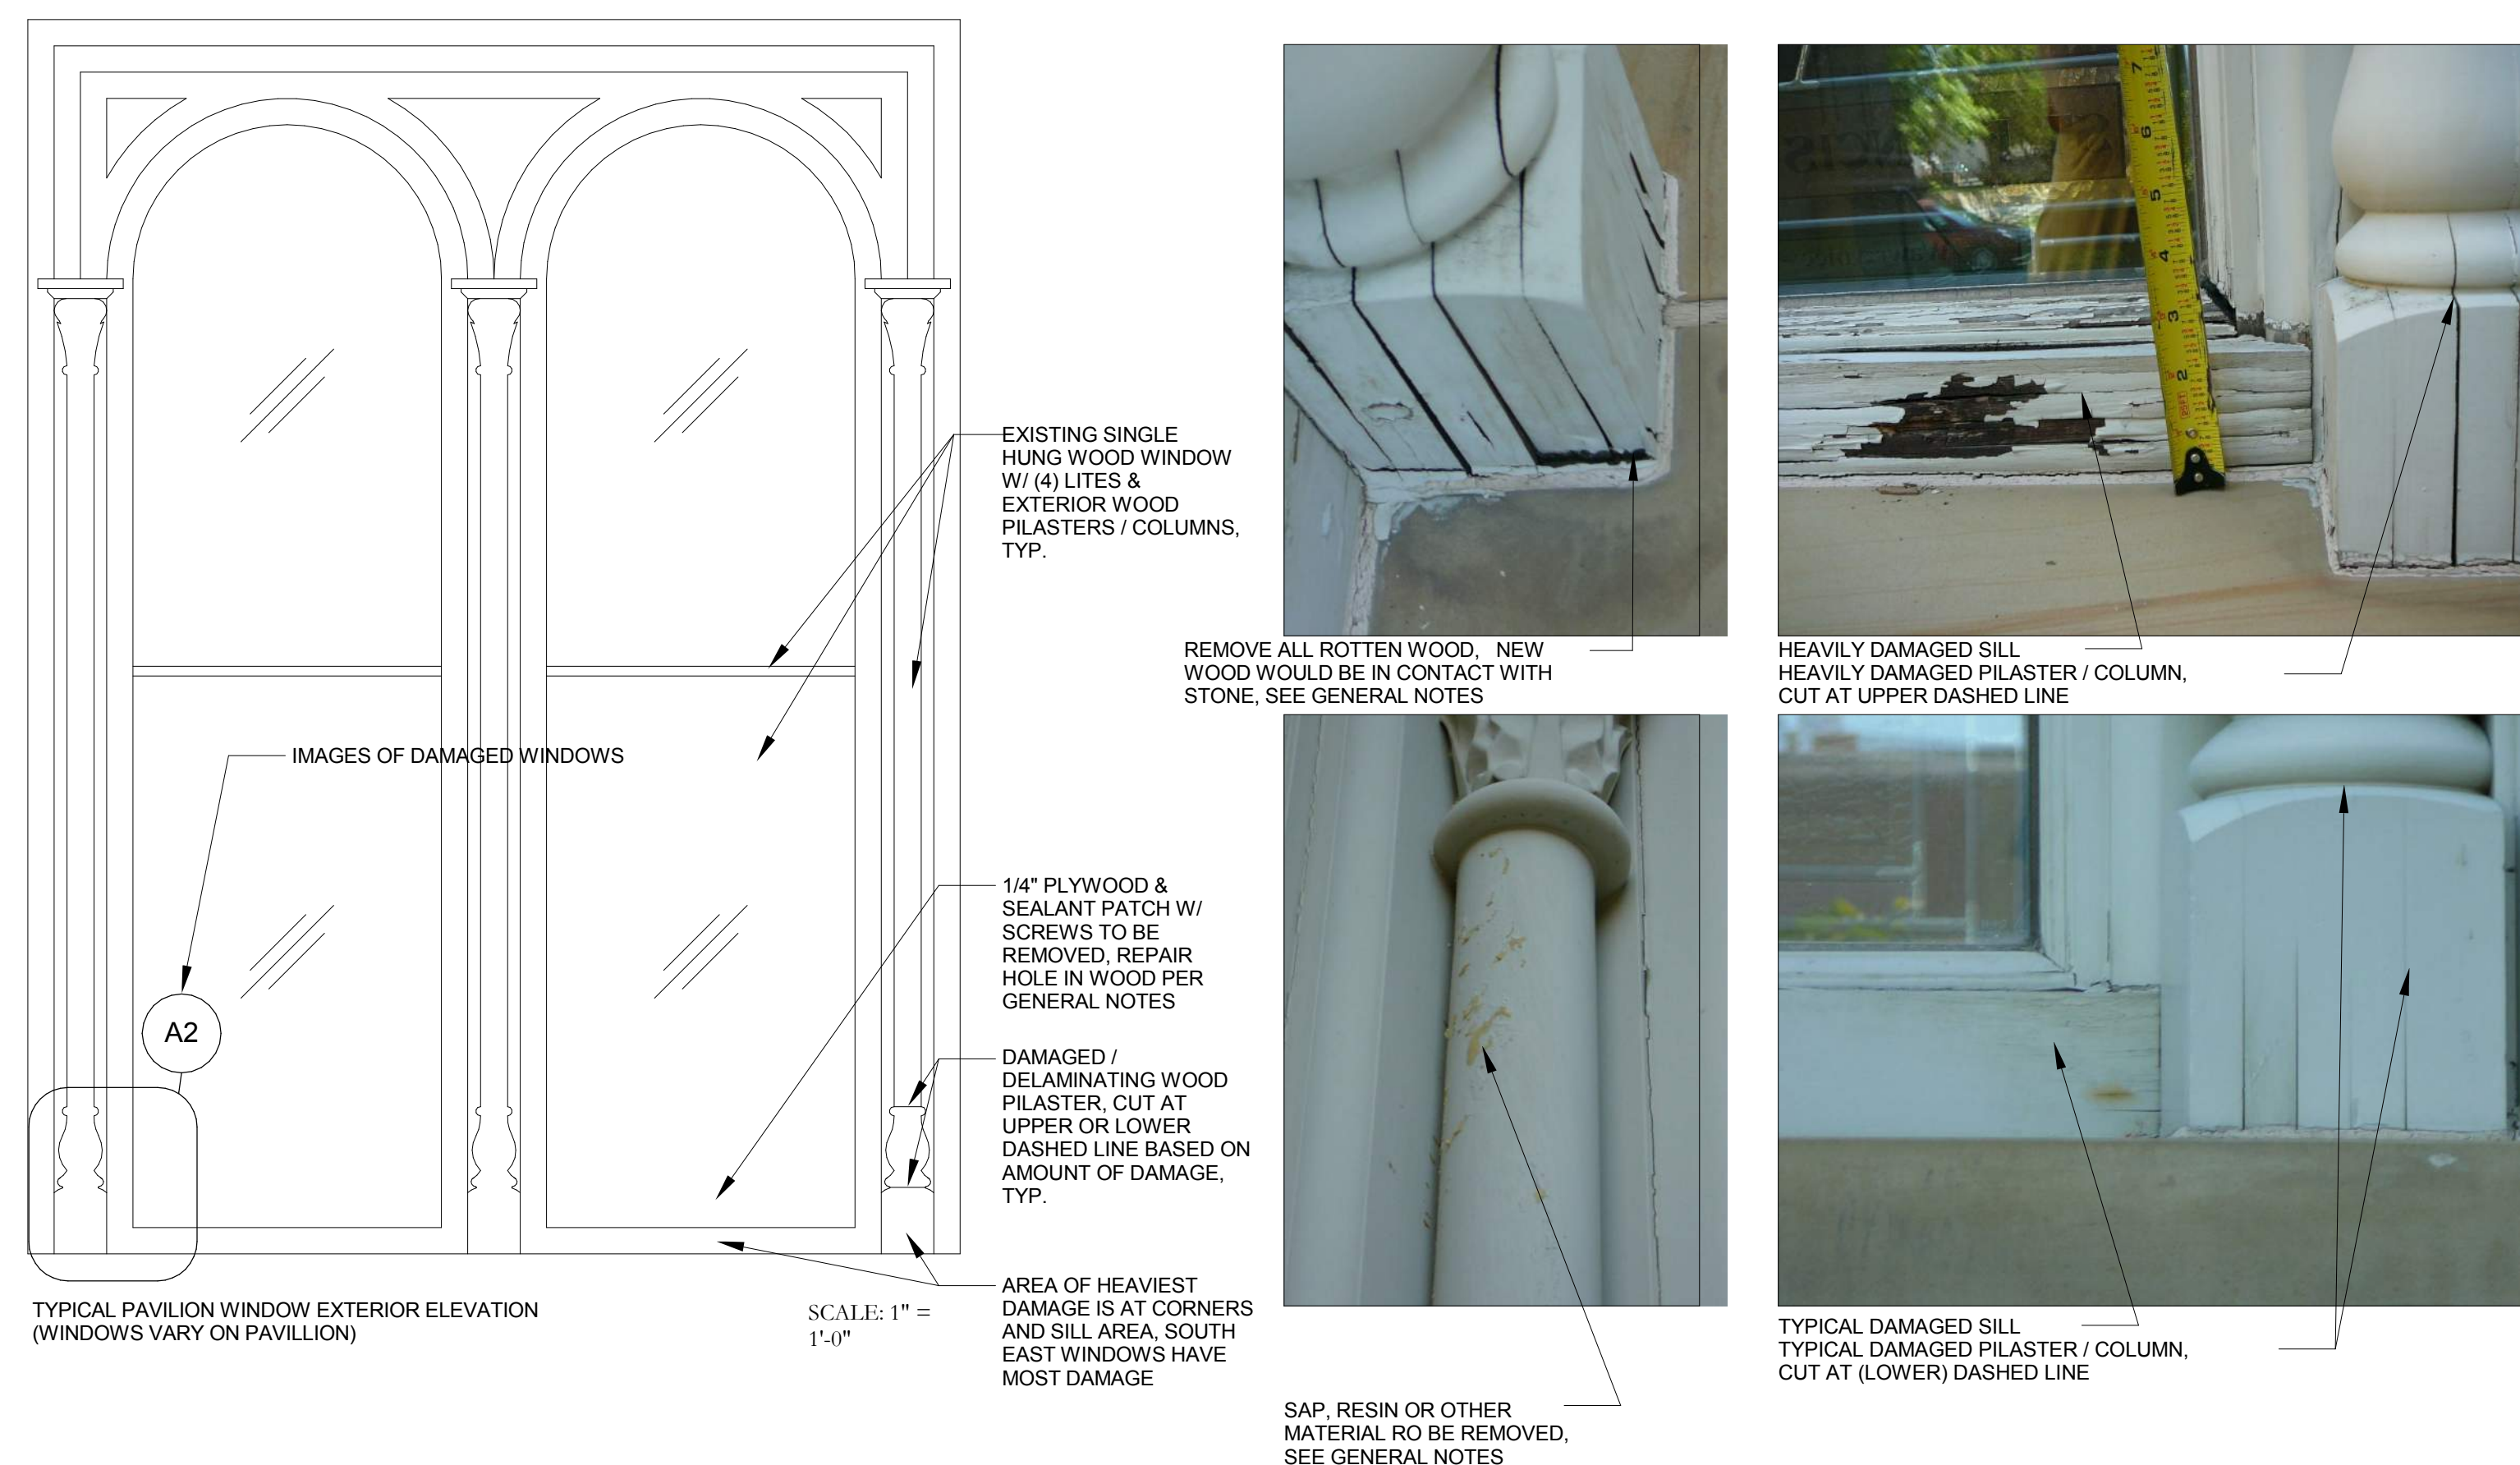 EXISTING SINGLE
HUNG WOOD WINDOW
W/ (4) LITES &
EXTERIOR WOOD
PILASTERS / COLUMNS,
TYP.
IMAGES OF DAMAGED WINDOWS
A2
1/4" PLYWOOD &
SEALANT PATCH W/
SCREWS TO BE
REMOVED, REPAIR
HOLE IN WOOD PER
GENERAL NOTES
DAMAGED /
DELAMINATING WOOD
PILASTER, CUT AT
UPPER OR LOWER
DASHED LINE BASED ON
AMOUNT OF DAMAGE,
TYP.
AREA OF HEAVIEST
DAMAGE IS AT CORNERS
AND SILL AREA, SOUTH
EAST WINDOWS HAVE
MOST DAMAGE
TYPICAL PAVILION WINDOW EXTERIOR ELEVATION
(WINDOWS VARY ON PAVILLION)
SCALE: 1" =
1'-0"
REMOVE ALL ROTTEN WOOD, NEW
WOOD WOULD BE IN CONTACT WITH
STONE, SEE GENERAL NOTES
7
6
5
4
3
2
HEAVILY DAMAGED SILL
HEAVILY DAMAGED PILASTER / COLUMN,
CUT AT UPPER DASHED LINE
SAP, RESIN OR OTHER
MATERIAL RO BE REMOVED,
SEE GENERAL NOTES
TYPICAL DAMAGED SILL
TYPICAL DAMAGED PILASTER / COLUMN,
CUT AT (LOWER) DASHED LINE